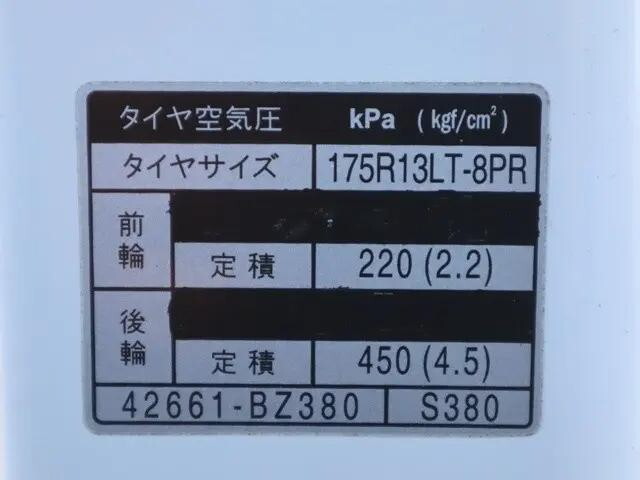 タイヤ空気圧 kPa (kgf/cm²)
タイヤサイズ 175R13LT-8PR
前輪
定積 220 (2.2)
後輪
定積 450 (4.5)
42661-BZ380 S380